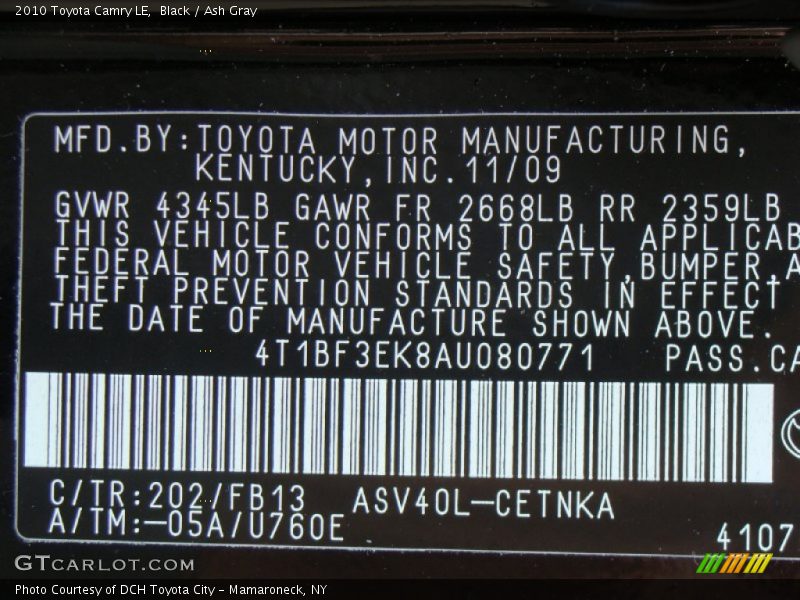 2010 Toyota Camry LE, Black / Ash Gray
MFD.BY:TOYOTA MOTOR MANUFACTURING,
KENTUCKY,INC.11/09
GVWR 4345LB GAWR FR 2668LB RR 2359LB
THIS VEHICLE CONFORMS TO ALL APPLICAB
FEDERAL MOTOR VEHICLE SAFETY,BUMPER,A
THEFT PREVENTION STANDARDS IN EFFECT
THE DATE OF MANUFACTURE SHOWN ABOVE.
4T1BF3EK8AU080771 PASS.CA
C/TR:202/FB13 ASV40L-CETNKA
A/TM:-05A/U760E
4107
GTCARLOT.COM
Photo Courtesy of DCH Toyota City - Mamaroneck, NY